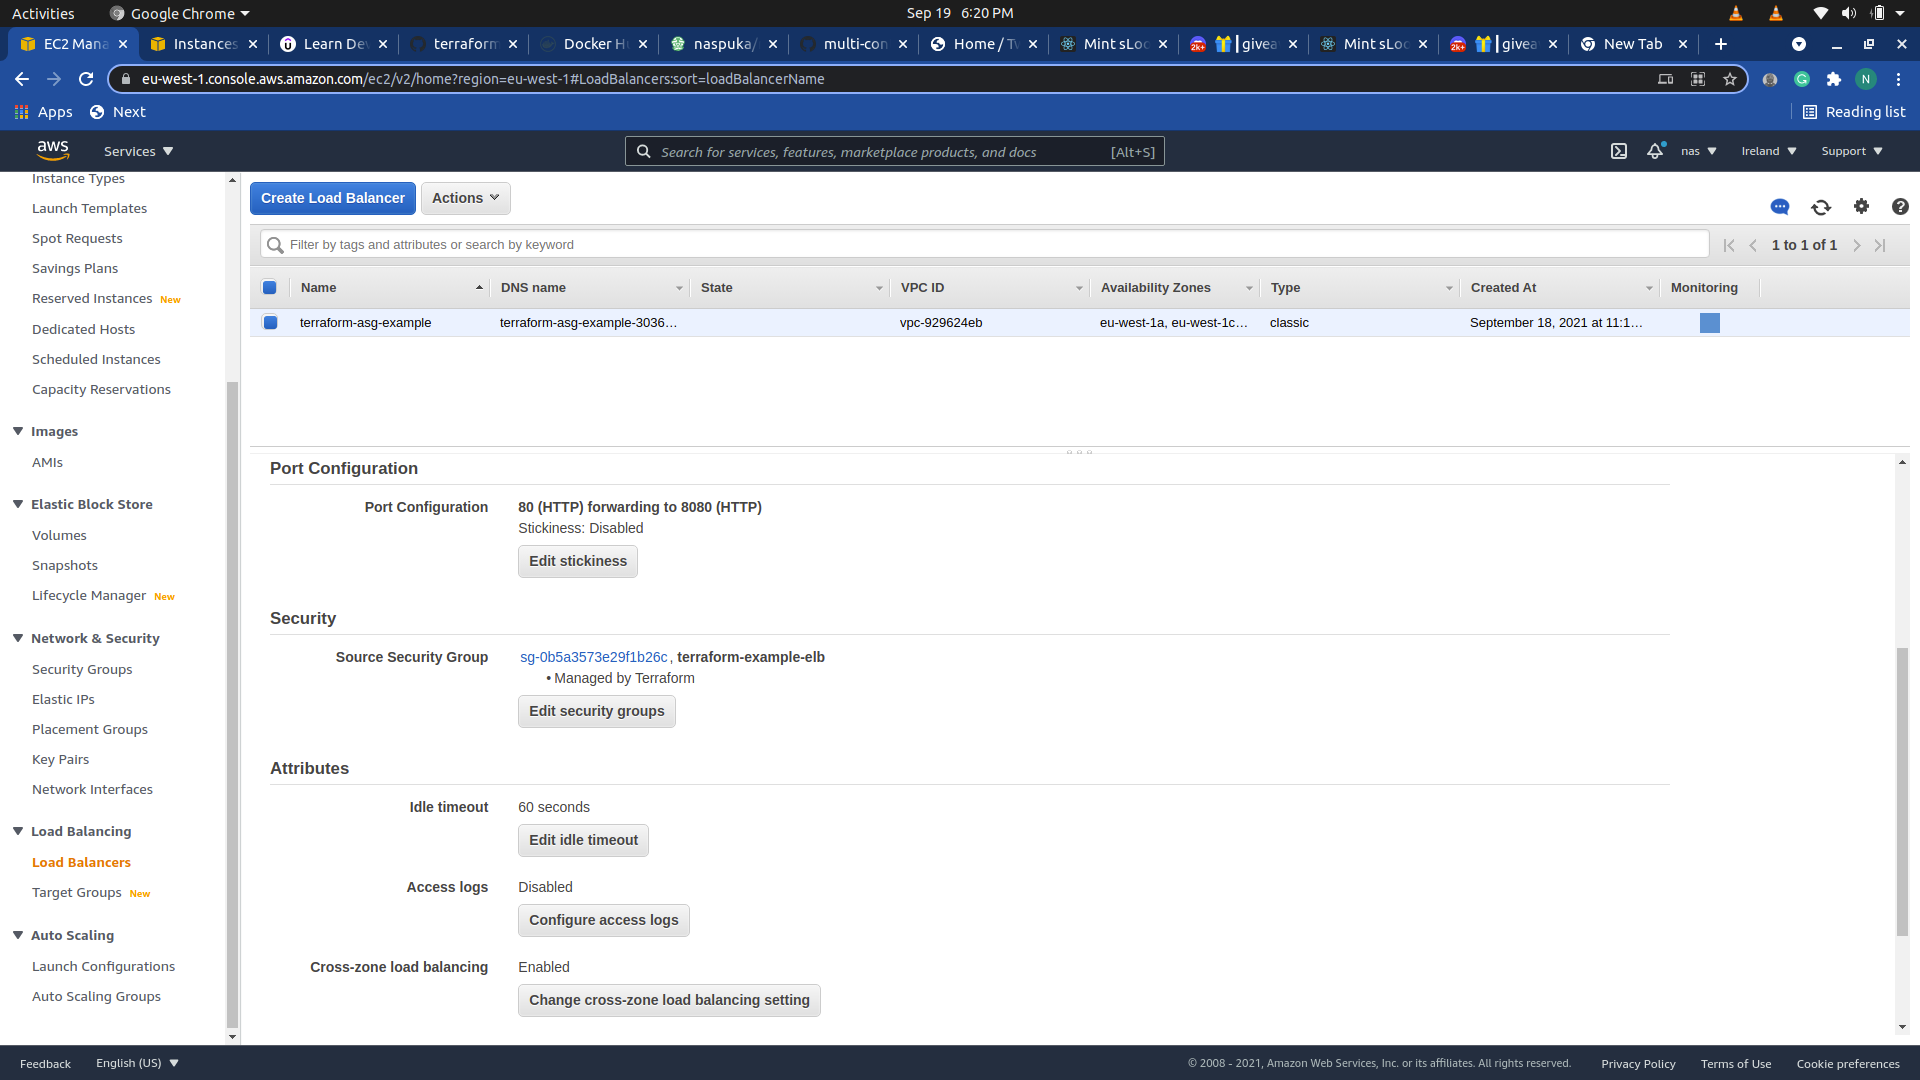 Activities
Google Chrome
Sep 19 6:20 PM
EC2 Mana
Instances
Learn De
terraform
Docker H
naspuka/
multi-con
Home / Tw
Mint sLoc
2k+ givea
Mint sLoc
2k+ givea
New Tab
eu-west-1.console.aws.amazon.com/ec2/v2/home?region=eu-west-1#LoadBalancers:sort=loadBalancerName
N
Apps
Next
Reading list
aws
Services
Search for services, features, marketplace products, and docs
[Alt+S]
nas
Ireland
Support
Instance Types
Launch Templates
Spot Requests
Savings Plans
Reserved Instances New
Dedicated Hosts
Scheduled Instances
Capacity Reservations
Images
AMIs
Elastic Block Store
Volumes
Snapshots
Lifecycle Manager New
Network & Security
Security Groups
Elastic IPs
Placement Groups
Key Pairs
Network Interfaces
Load Balancing
Load Balancers
Target Groups New
Auto Scaling
Launch Configurations
Auto Scaling Groups
Create Load Balancer
Actions
Filter by tags and attributes or search by keyword
1 to 1 of 1
Name
DNS name
State
VPC ID
Availability Zones
Type
Created At
Monitoring
terraform-asg-example
terraform-asg-example-3036…
vpc-929624eb
eu-west-1a, eu-west-1c…
classic
September 18, 2021 at 11:1…
Port Configuration
Port Configuration
80 (HTTP) forwarding to 8080 (HTTP)
Stickiness: Disabled
Edit stickiness
Security
Source Security Group
sg-0b5a3573e29f1b26c, terraform-example-elb
• Managed by Terraform
Edit security groups
Attributes
Idle timeout
60 seconds
Edit idle timeout
Access logs
Disabled
Configure access logs
Cross-zone load balancing
Enabled
Change cross-zone load balancing setting
Feedback
English (US)
© 2008 - 2021, Amazon Web Services, Inc. or its affiliates. All rights reserved.
Privacy Policy
Terms of Use
Cookie preferences